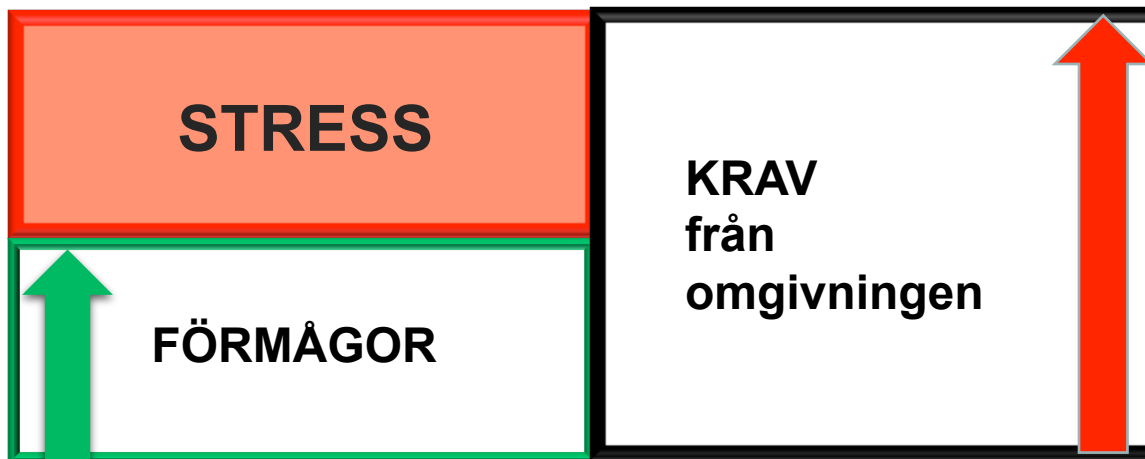 STRESS
FÖRMÅGOR
KRAV
från
omgivningen